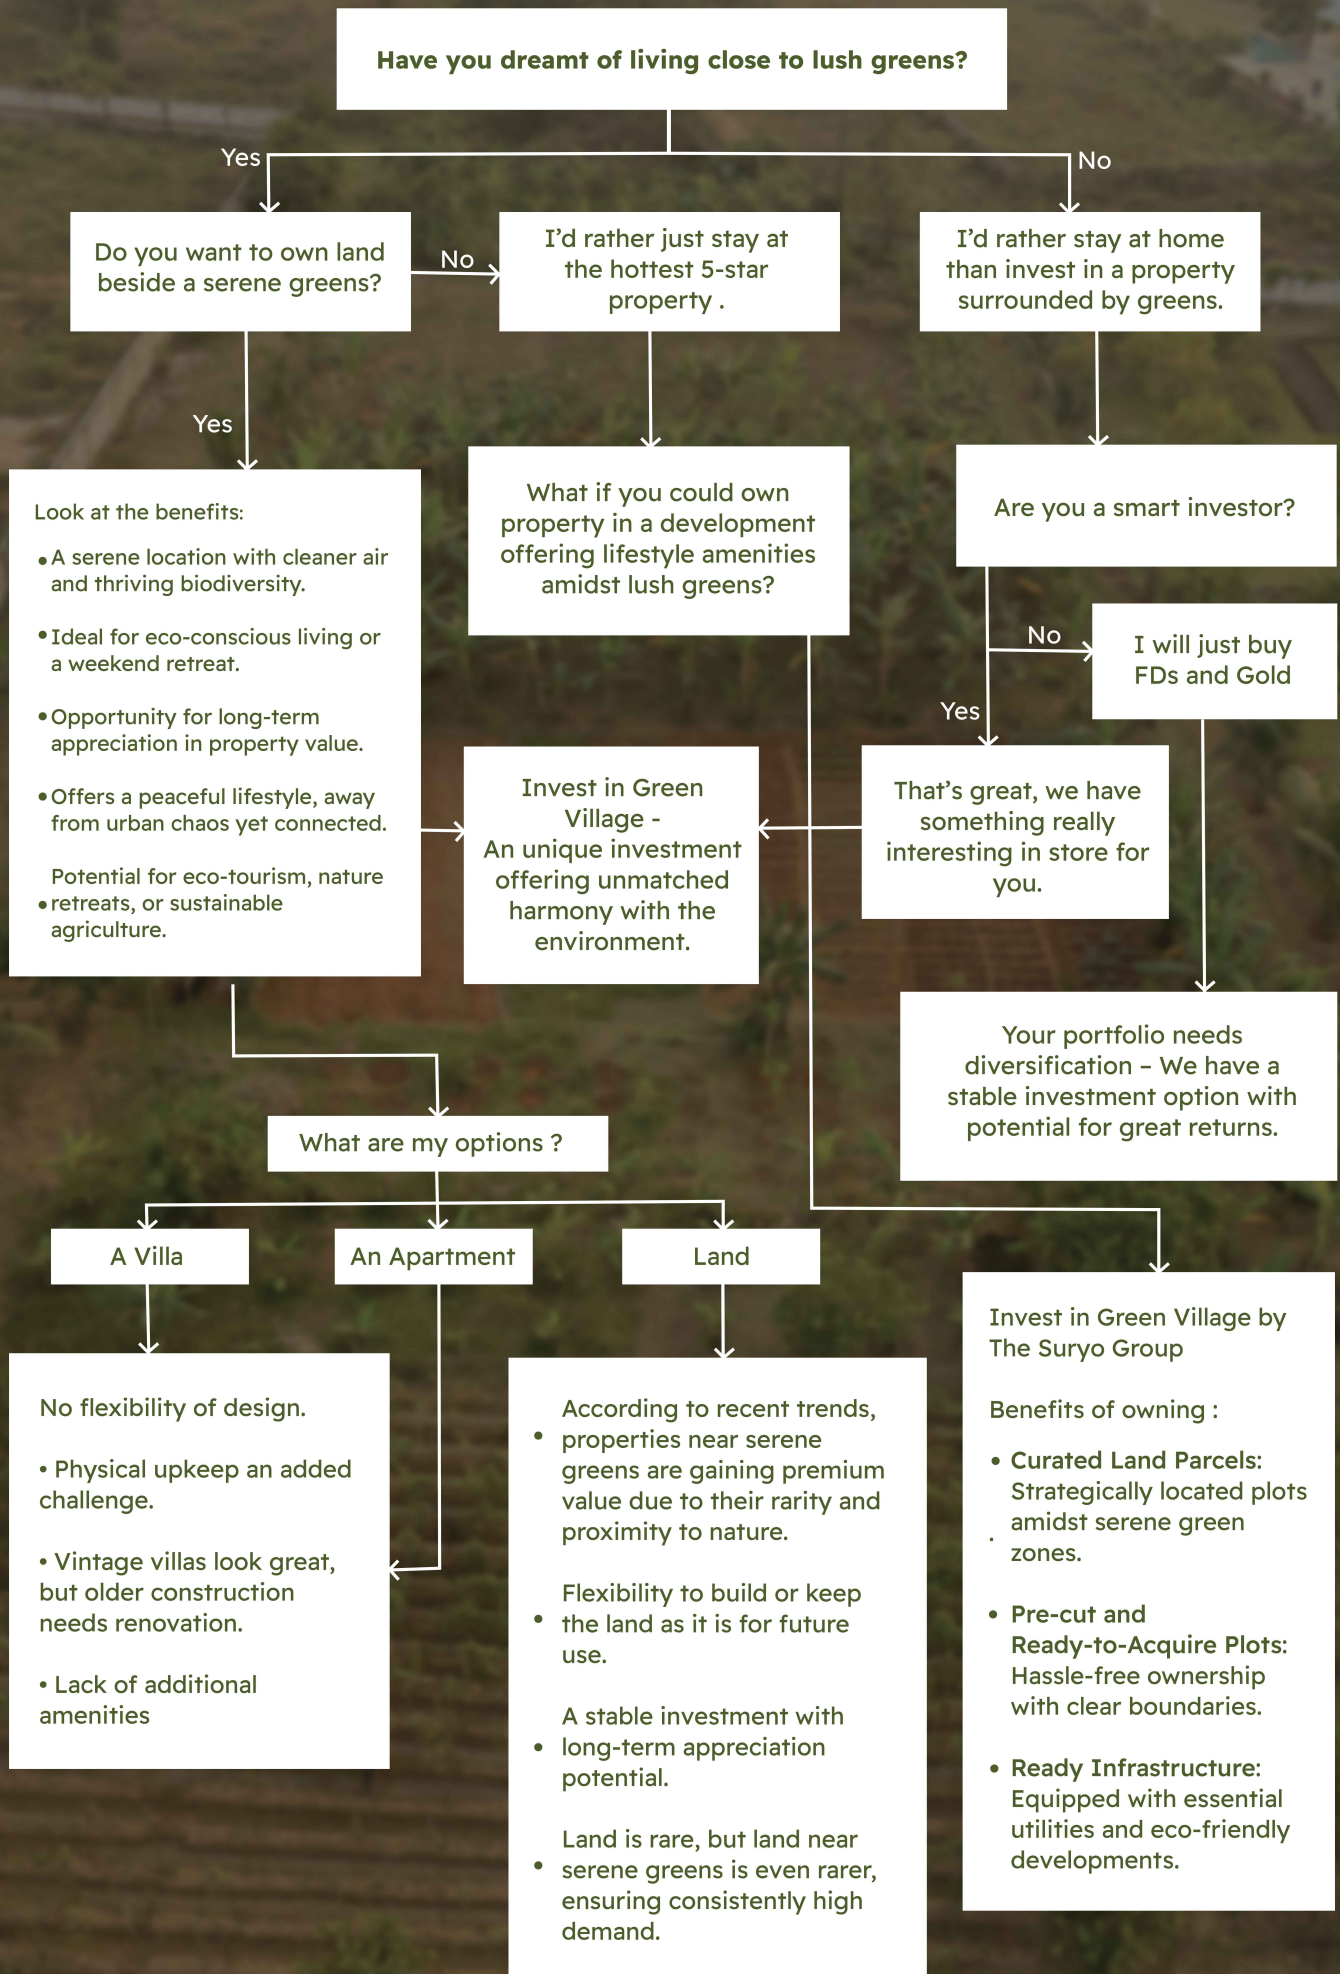 Have you dreamt of living close to lush greens?
Yes
No
Do you want to own land
beside a serene greens?
No
I'd rather just stay at
the hottest 5-star
property .
I'd rather stay at home
than invest in a property
surrounded by greens.
Yes
Look at the benefits:
• A serene location with cleaner air
and thriving biodiversity.
• Ideal for eco-conscious living or
a weekend retreat.
• Opportunity for long-term
appreciation in property value.
• Offers a peaceful lifestyle, away
from urban chaos yet connected.
Potential for eco-tourism, nature
• retreats, or sustainable
agriculture.
What if you could own
property in a development
offering lifestyle amenities
amidst lush greens?
Are you a smart investor?
No
I will just buy
FDs and Gold
Yes
Invest in Green
Village -
An unique investment
offering unmatched
harmony with the
environment.
That's great, we have
something really
interesting in store for
you.
Your portfolio needs
diversification – We have a
stable investment option with
potential for great returns.
What are my options ?
A Villa
An Apartment
Land
No flexibility of design.
• Physical upkeep an added
challenge.
• Vintage villas look great,
but older construction
needs renovation.
• Lack of additional
amenities
According to recent trends,
• properties near serene
greens are gaining premium
value due to their rarity and
proximity to nature.
Flexibility to build or keep
• the land as it is for future
use.
A stable investment with
• long-term appreciation
potential.
Land is rare, but land near
• serene greens is even rarer,
ensuring consistently high
demand.
Invest in Green Village by
The Suryo Group
Benefits of owning :
• Curated Land Parcels:
Strategically located plots
amidst serene green
. zones.
• Pre-cut and
Ready-to-Acquire Plots:
Hassle-free ownership
with clear boundaries.
• Ready Infrastructure:
Equipped with essential
utilities and eco-friendly
developments.